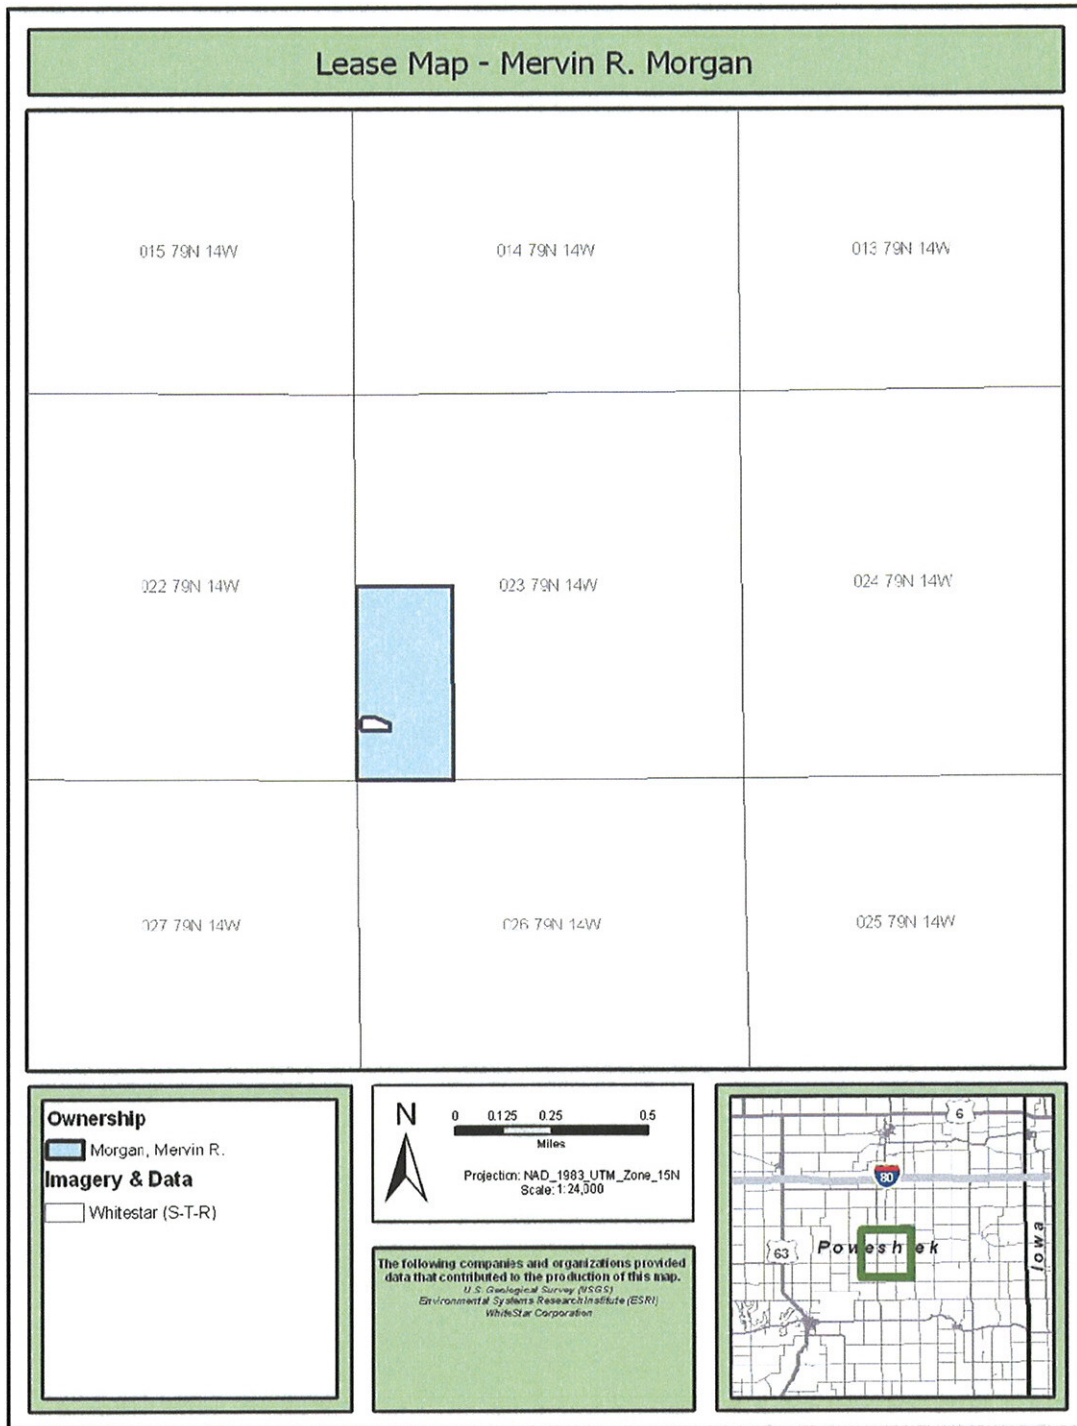 Lease Map - Mervin R. Morgan
015 79N 14W
014 79N 14W
013 79N 14W
022 79N 14W
023 79N 14W
024 79N 14W
027 79N 14W
026 79N 14W
025 79N 14W
Ownership
Morgan, Mervin R.
Imagery & Data
Whitestar (S-T-R)
N
0 0.125 0.25 0.5
Miles
Projection: NAD_1983_UTM_Zone_15N
Scale: 1:24,000
The following companies and organizations provided
data that contributed to the production of this map.
U.S. Geological Survey (USGS)
Environmental Systems Research Institute (ESRI)
WhiteStar Corporation
6
80
63
Poweshiek
Iowa